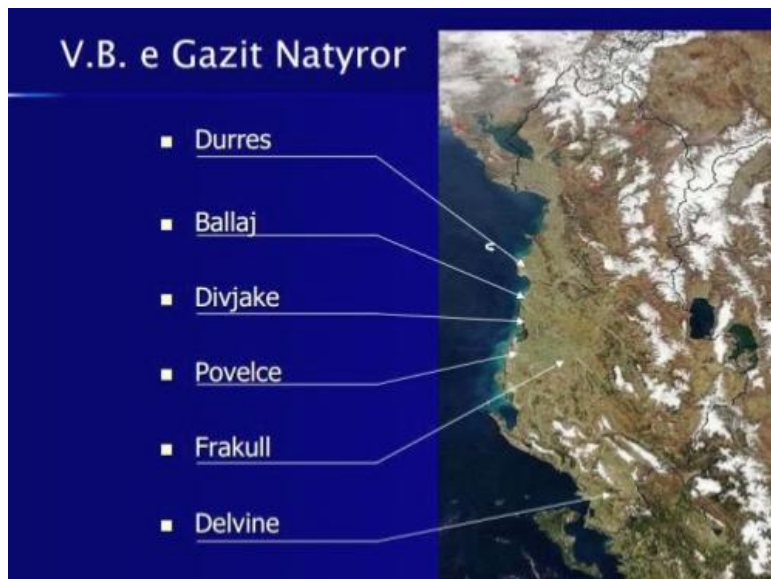 V.B. e Gazit Natyror
Durres
Ballaj
Divjake
Povelce
Frakull
Delvine